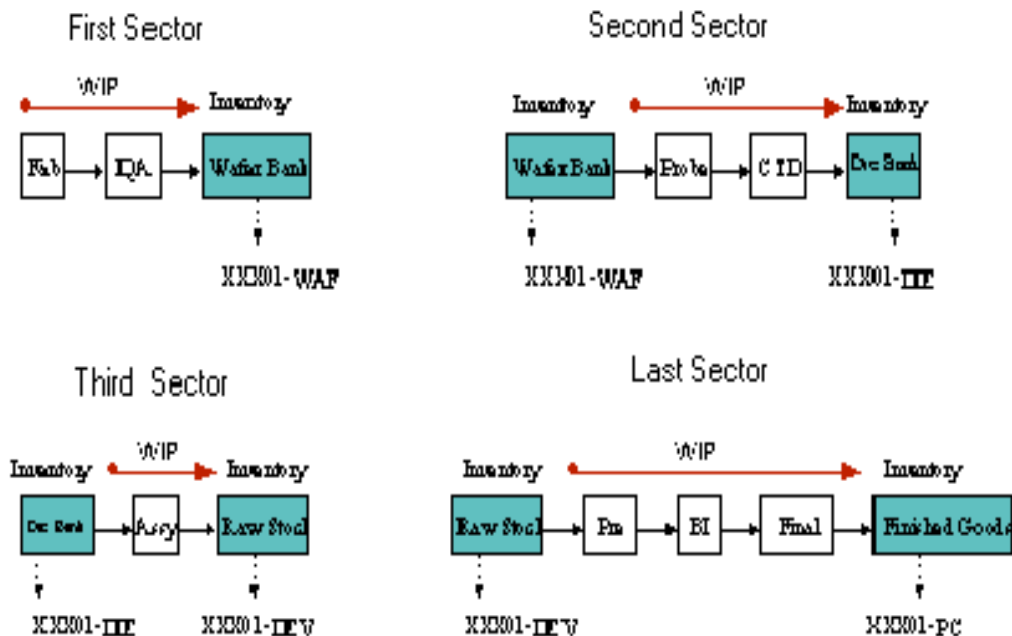 First Sector
WIP
Inventory
Fab
IQA
Wafer Bank
XXX01-WAF
Second Sector
WIP
Inventory
Inventory
Wafer Bank
Probe
CTD
Die Bank
XXX01-WAF
XXX01-DIE
Third Sector
WIP
Inventory
Inventory
Die Bank
Assy
Raw Stock
XXX01-DIE
XXX01-DEV
Last Sector
WIP
Inventory
Inventory
Raw Stock
Pre
BI
Final
Finished Goods
XXX01-DEV
XXX01-PC